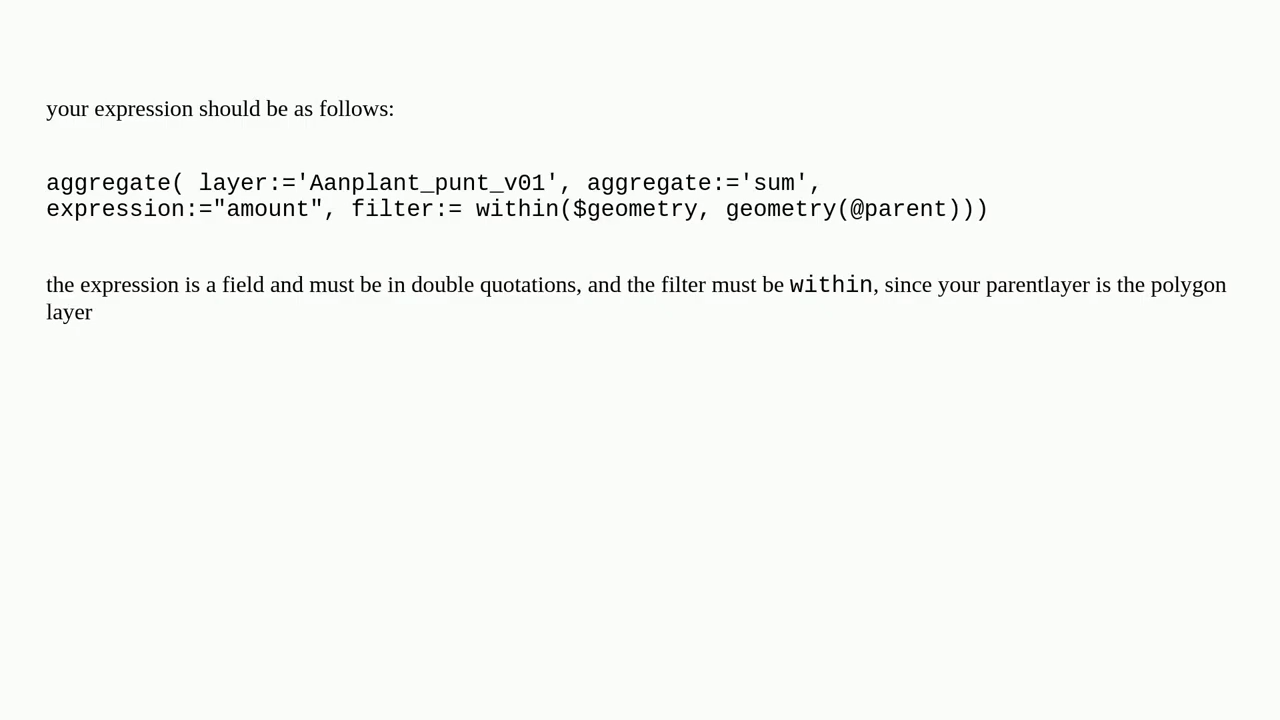 your expression should be as follows:
aggregate( layer:='Aanplant_punt_v01', aggregate:='sum',
expression:="amount", filter:= within($geometry, geometry(@parent)))
the expression is a field and must be in double quotations, and the filter must be within, since your parentlayer is the polygon
layer